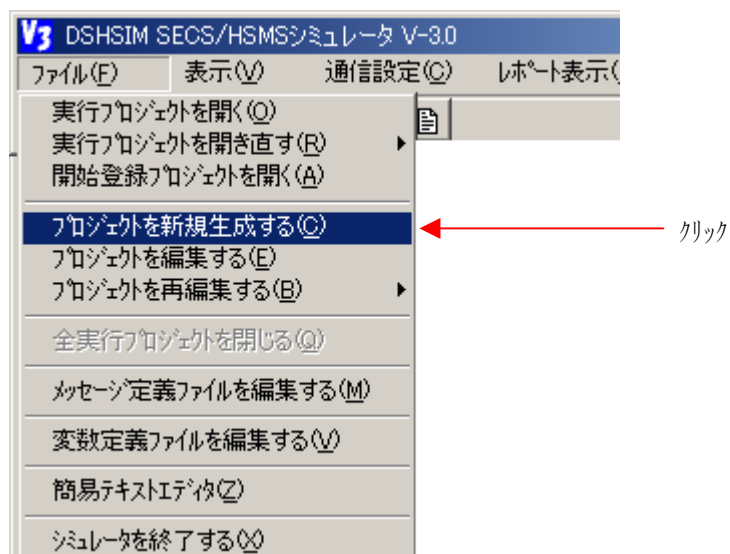 V3 DSHSIM SECS/HSMSｼﾐｭﾚｰﾀ V-3.0
ﾌｧｲﾙ(F) 表示(V) 通信設定(C) ﾚﾎﾟｰﾄ表示(
実行ﾌﾟﾛｼﾞｪｸﾄを開く(O)
実行ﾌﾟﾛｼﾞｪｸﾄを開き直す(R)
開始登録ﾌﾟﾛｼﾞｪｸﾄを開く(A)
ﾌﾟﾛｼﾞｪｸﾄを新規生成する(C)
ｸﾘｯｸ
ﾌﾟﾛｼﾞｪｸﾄを編集する(E)
ﾌﾟﾛｼﾞｪｸﾄを再編集する(B)
全実行ﾌﾟﾛｼﾞｪｸﾄを閉じる(Q)
ﾒｯｾｰｼﾞ定義ﾌｧｲﾙを編集する(M)
変数定義ﾌｧｲﾙを編集する(V)
簡易ﾃｷｽﾄｴﾃﾞｨﾀ(Z)
ｼﾐｭﾚｰﾀを終了する(X)